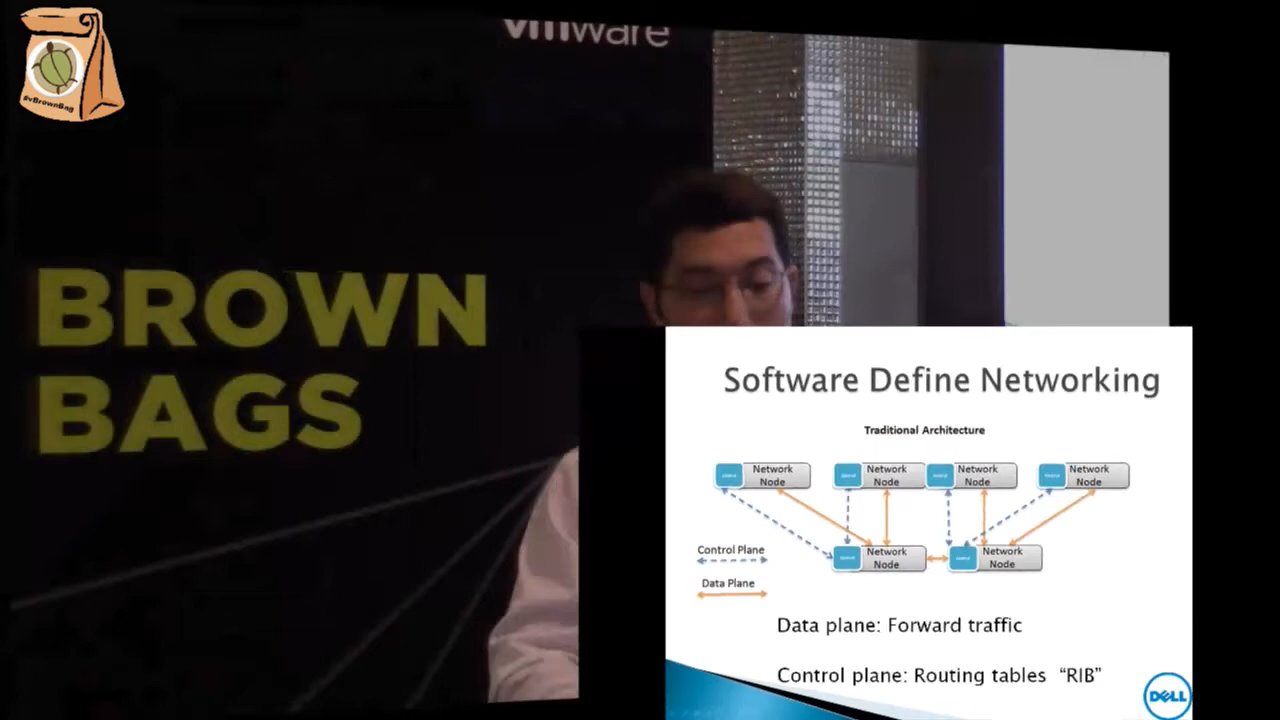 vmware
#vBrownBag
BROWN
BAGS
Software Define Networking
Traditional Architecture
Network Node
Network Node
Network Node
Network Node
Network Node
Network Node
Control Plane
Data Plane
Data plane: Forward traffic
Control plane: Routing tables “RIB”
DELL